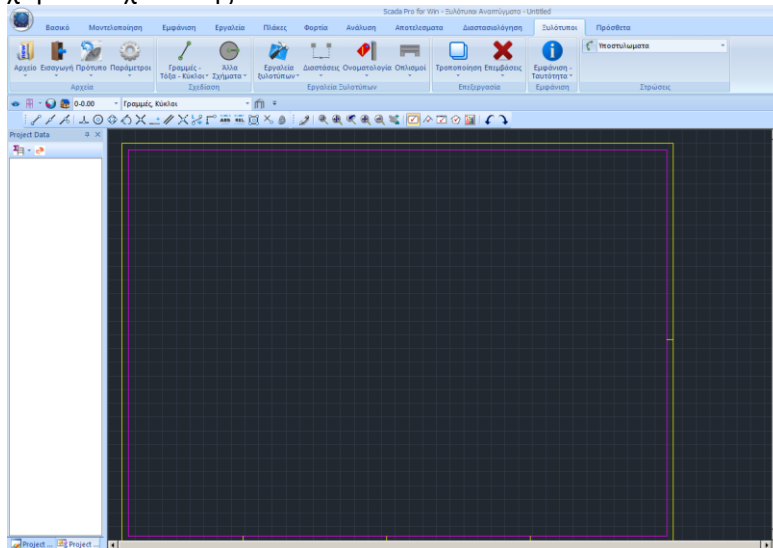 Scada Pro for Win - Ξυλότυποι Αναπτύγματα - Untitled
Βασικό Μοντελοποίηση Εμφάνιση Εργαλεία Πλάκες Φορτία Ανάλυση Αποτελέσματα Διαστασιολόγηση Ξυλότυποι Πρόσθετα
Αρχείο Εισαγωγή Πρότυπο Παράμετροι Γραμμές - Τόξα - Κύκλοι Άλλα Σχήματα Εργαλεία ξυλοτύπων Διαστάσεις Ονοματολογία Οπλισμοί Τροποποίηση Επεμβάσεις Εμφάνιση - Ταυτότητα Υποστυλωματα
Αρχεία Σχεδίαση Εργαλεία Ξυλοτύπων Επεξεργασία Εμφάνιση Στρώσεις
0-0.00 Γραμμές, Κύκλοι
Project Data
Project ... Project ...